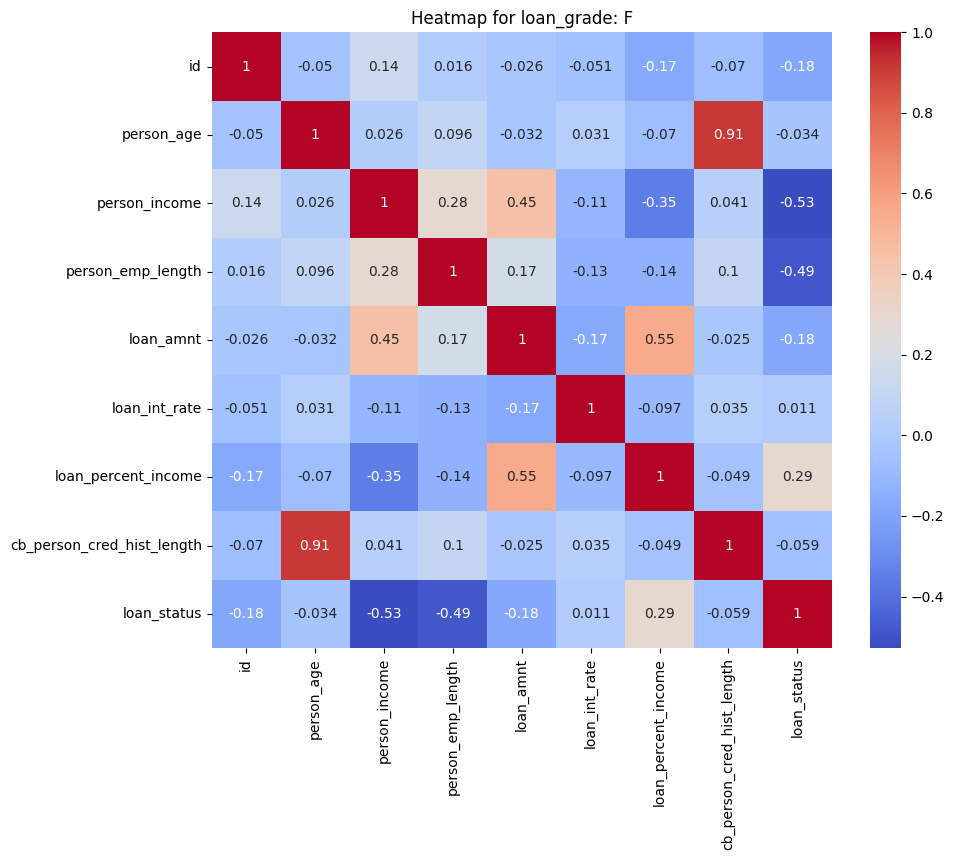 Heatmap for loan_grade: F
id 1 -0.05 0.14 0.016 -0.026 -0.051 -0.17 -0.07 -0.18
person_age -0.05 1 0.026 0.096 -0.032 0.031 -0.07 0.91 -0.034
person_income 0.14 0.026 1 0.28 0.45 -0.11 -0.35 0.041 -0.53
person_emp_length 0.016 0.096 0.28 1 0.17 -0.13 -0.14 0.1 -0.49
loan_amnt -0.026 -0.032 0.45 0.17 1 -0.17 0.55 -0.025 -0.18
loan_int_rate -0.051 0.031 -0.11 -0.13 -0.17 1 -0.097 0.035 0.011
loan_percent_income -0.17 -0.07 -0.35 -0.14 0.55 -0.097 1 -0.049 0.29
cb_person_cred_hist_length -0.07 0.91 0.041 0.1 -0.025 0.035 -0.049 1 -0.059
loan_status -0.18 -0.034 -0.53 -0.49 -0.18 0.011 0.29 -0.059 1
id
person_age
person_income
person_emp_length
loan_amnt
loan_int_rate
loan_percent_income
cb_person_cred_hist_length
loan_status
1.0
0.8
0.6
0.4
0.2
0.0
−0.2
−0.4